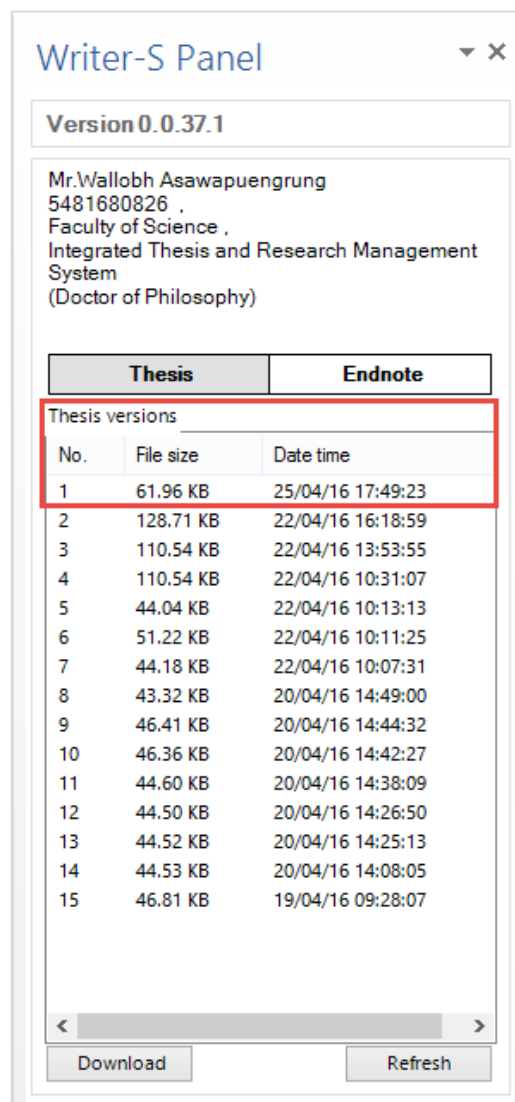 Writer-S Panel
Version 0.0.37.1
Mr.Wallobh Asawapuengrung
5481680826 ,
Faculty of Science ,
Integrated Thesis and Research Management
System
(Doctor of Philosophy)
Thesis Endnote
Thesis versions
No. File size Date time
1 61.96 KB 25/04/16 17:49:23
2 128.71 KB 22/04/16 16:18:59
3 110.54 KB 22/04/16 13:53:55
4 110.54 KB 22/04/16 10:31:07
5 44.04 KB 22/04/16 10:13:13
6 51.22 KB 22/04/16 10:11:25
7 44.18 KB 22/04/16 10:07:31
8 43.32 KB 20/04/16 14:49:00
9 46.41 KB 20/04/16 14:44:32
10 46.36 KB 20/04/16 14:42:27
11 44.60 KB 20/04/16 14:38:09
12 44.50 KB 20/04/16 14:26:50
13 44.52 KB 20/04/16 14:25:13
14 44.53 KB 20/04/16 14:08:05
15 46.81 KB 19/04/16 09:28:07
Download Refresh